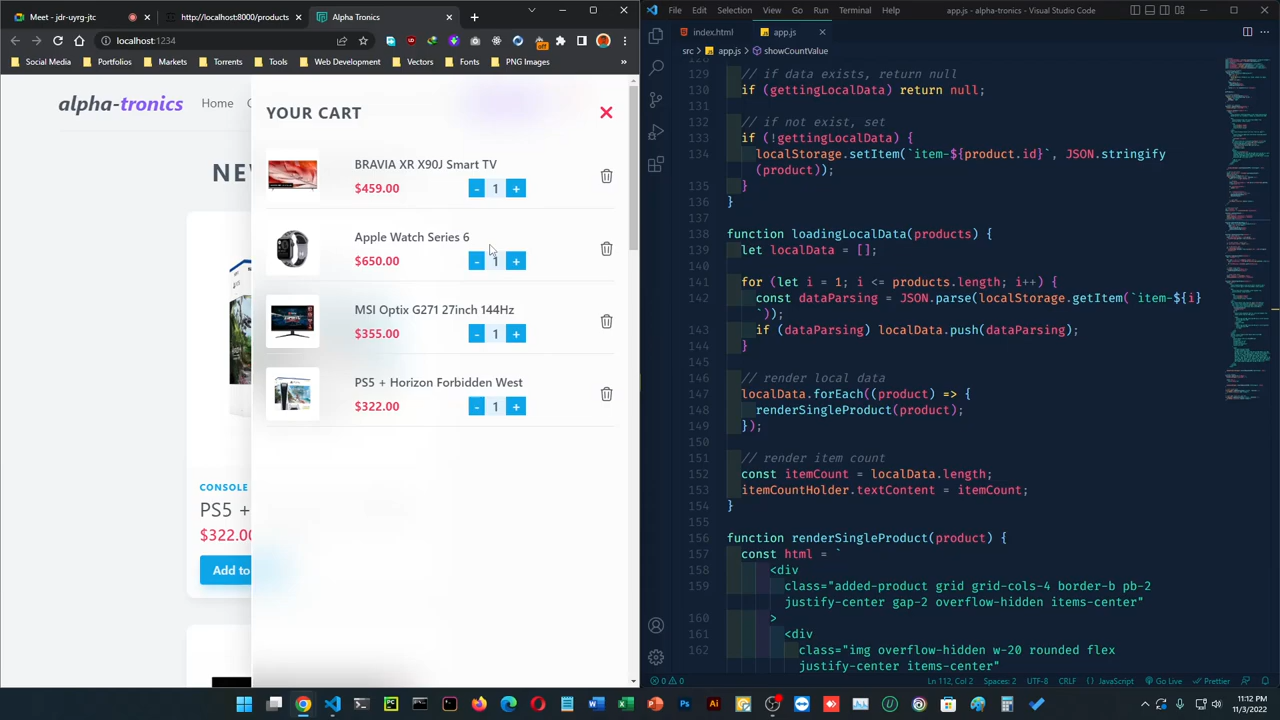 Meet - jdr-uyrg-zwf
http://localhost:8000/products
Alpha Tronics
localhost:1234
off
Social Media
Portfolios
Markets
Torrents
Tools
Web Development
Vectors
Fonts
PNG Images
alpha-tronics
Home
YOUR CART
BRAVIA XR X90J Smart TV
$459.00
- 1 +
Apple Watch Series 6
$650.00
- 1 +
MSI Optix G271 27inch 144Hz
$355.00
- 1 +
PS5 + Horizon Forbidden West
$322.00
- 1 +
NEV
CONSOLE
PS5 +
$322.00
Add to
File Edit Selection View Go Run Terminal Help
app.js - alpha-tronics - Visual Studio Code
index.html
app.js
src > app.js > showCountValue
129 // if data exists, return null
130 if (gettingLocalData) return null;
131
132 // if not exist, set
133 if (!gettingLocalData) {
134 localStorage.setItem(`item-${product.id}`, JSON.stringify
(product));
135 }
136 }
137
138 function loadingLocalData(products) {
139 let localData = [];
140
141 for (let i = 1; i <= products.length; i++) {
142 const dataParsing = JSON.parse(localStorage.getItem(`item-${i}
`));
143 if (dataParsing) localData.push(dataParsing);
144 }
145
146 // render local data
147 localData.forEach((product) => {
148 renderSingleProduct(product);
149 });
150
151 // render item count
152 const itemCount = localData.length;
153 itemCountHolder.textContent = itemCount;
154 }
155
156 function renderSingleProduct(product) {
157 const html = `
158 <div
159 class="added-product grid grid-cols-4 border-b pb-2
justify-center gap-2 overflow-hidden items-center"
160 >
161 <div
162 class="img overflow-hidden w-20 rounded flex
justify-center items-center"
0 0
Ln 112, Col 2
Spaces: 2
UTF-8
CRLF
JavaScript
Go Live
Prettier
11:12 PM
11/3/2022